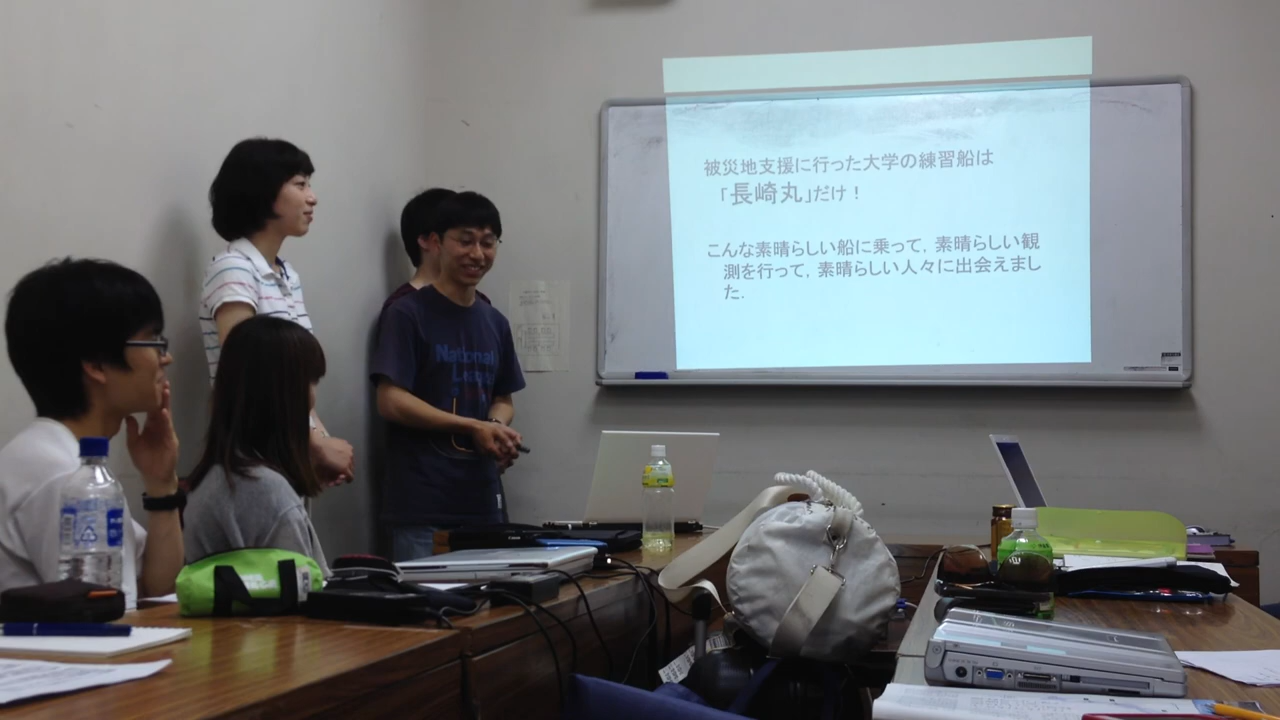 被災地支援に行った大学の練習船は
「長崎丸」だけ！
こんな素晴らしい船に乗って，素晴らしい観
測を行って，素晴らしい人々に出会えまし
た．
National